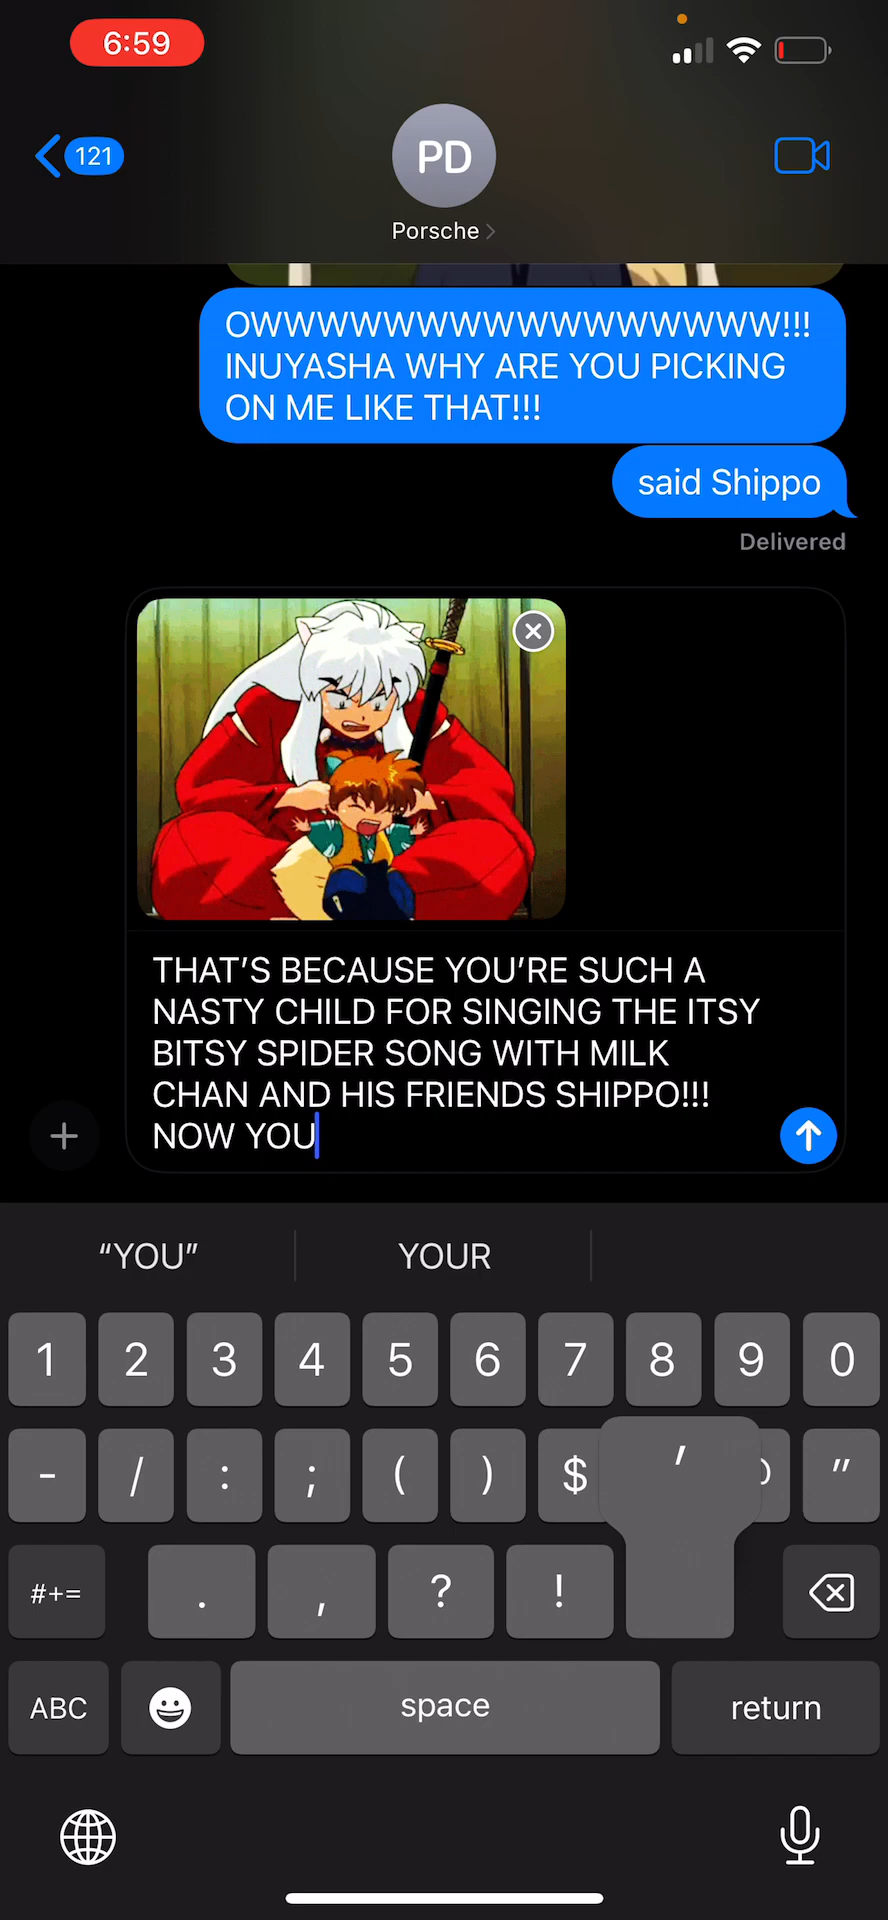 6:59
121
PD
Porsche
OWWWWWWWWWWWWWWWW!!!
INUYASHA WHY ARE YOU PICKING
ON ME LIKE THAT!!!
said Shippo
Delivered
THAT’S BECAUSE YOU’RE SUCH A
NASTY CHILD FOR SINGING THE ITSY
BITSY SPIDER SONG WITH MILK
CHAN AND HIS FRIENDS SHIPPO!!!
NOW YOU
“YOU” YOUR
1 2 3 4 5 6 7 8 9 0
- / : ; ( ) $ ' "
#+= . , ? !
ABC space return